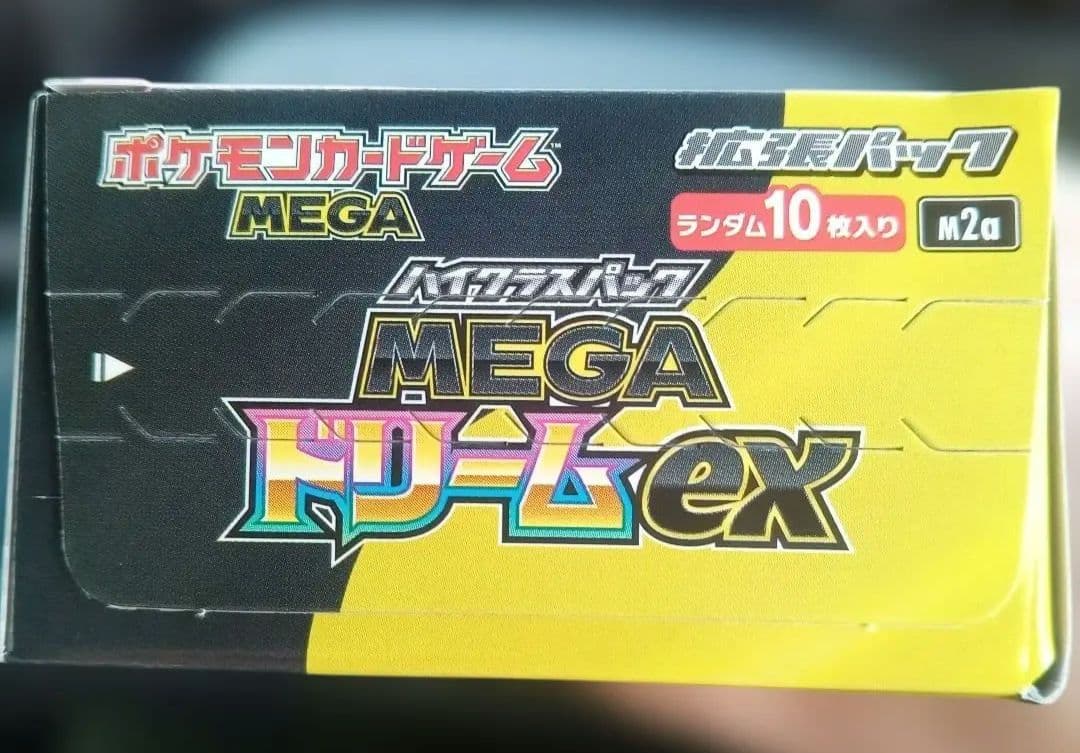 ポケモンカードゲーム™
MEGA
拡張パック
ランダム10枚入り
M2a
ハイクラスパック
MEGA
ドリームex